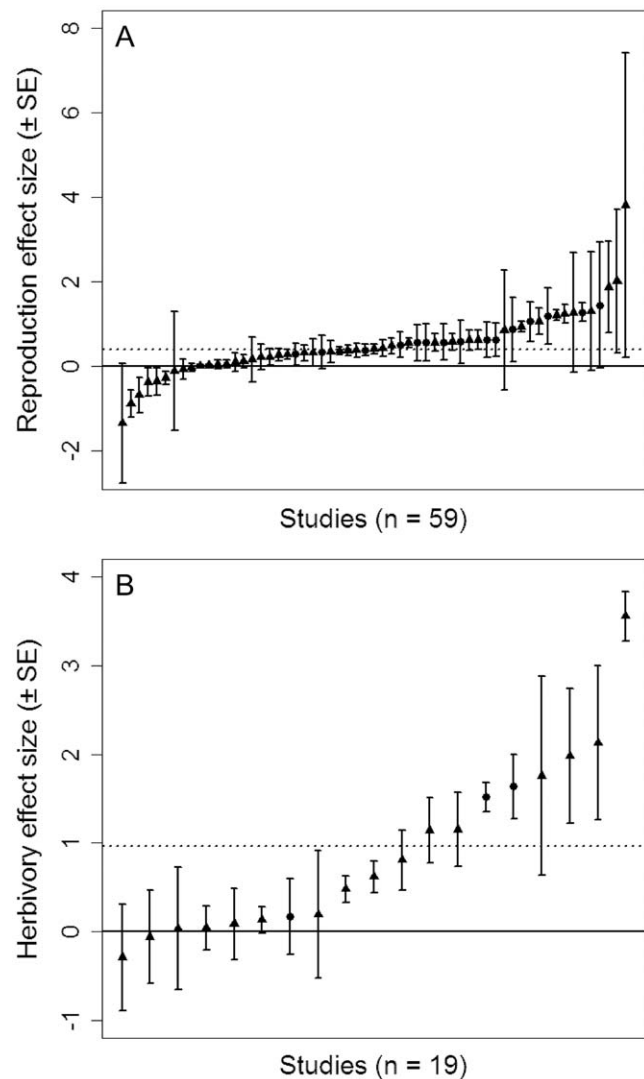 A
Reproduction effect size (± SE)
8
6
4
2
0
-2
Studies (n = 59)
B
Herbivory effect size (± SE)
4
3
2
1
0
-1
Studies (n = 19)